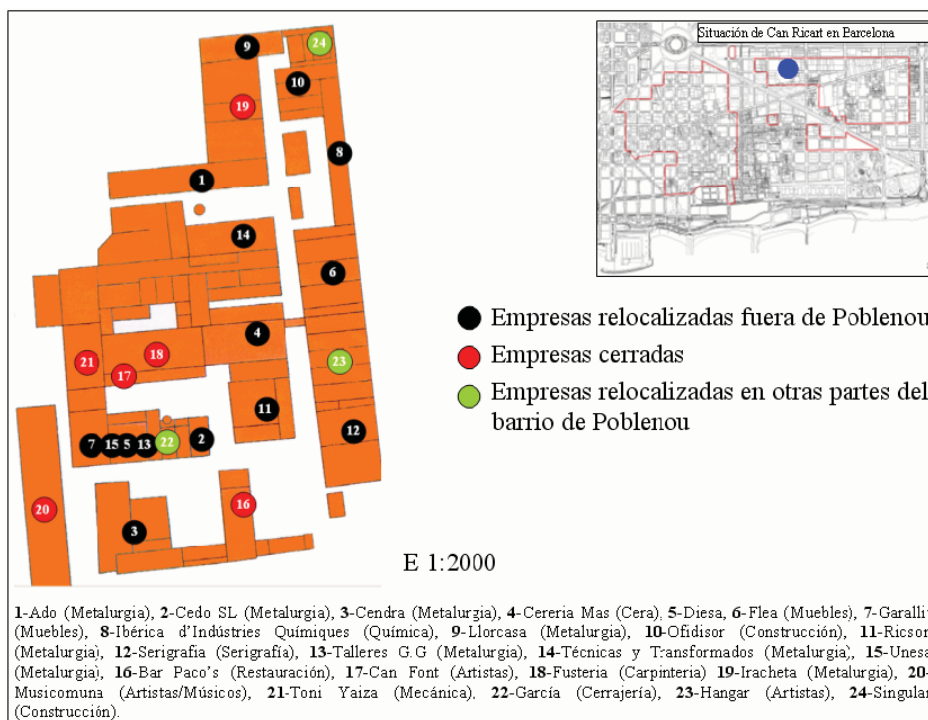 Situación de Can Ricart en Barcelona
9
24
10
19
8
1
14
6
4
18
21
23
17
11
12
7 15 5 13 22 2
16
20
3
Empresas relocalizadas fuera de Poblenou
Empresas cerradas
Empresas relocalizadas en otras partes del
barrio de Poblenou
E 1:2000
1-Ado (Metalurgia), 2-Cedo SL (Metalurgia), 3-Cendra (Metalurgia), 4-Cereria Mas (Cera), 5-Diesa, 6-Flea (Muebles), 7-Garallu
(Muebles), 8-Ibérica d'Indústries Químiques (Química), 9-Llorcasa (Metalurgia), 10-Ofidisor (Construcción), 11-Ricson
(Metalurgia), 12-Serigrafia (Serigrafía), 13-Talleres G.G (Metalurgia), 14-Técnicas y Transformados (Metalurgia), 15-Unesa
(Metalurgia), 16-Bar Paco's (Restauración), 17-Can Font (Artistas), 18-Fusteria (Carpinteria) 19-Iracheta (Metalurgia), 20-
Musicomuna (Artistas/Músicos), 21-Toni Yaiza (Mecánica), 22-García (Cerrajería), 23-Hangar (Artistas), 24-Singular
(Construcción).